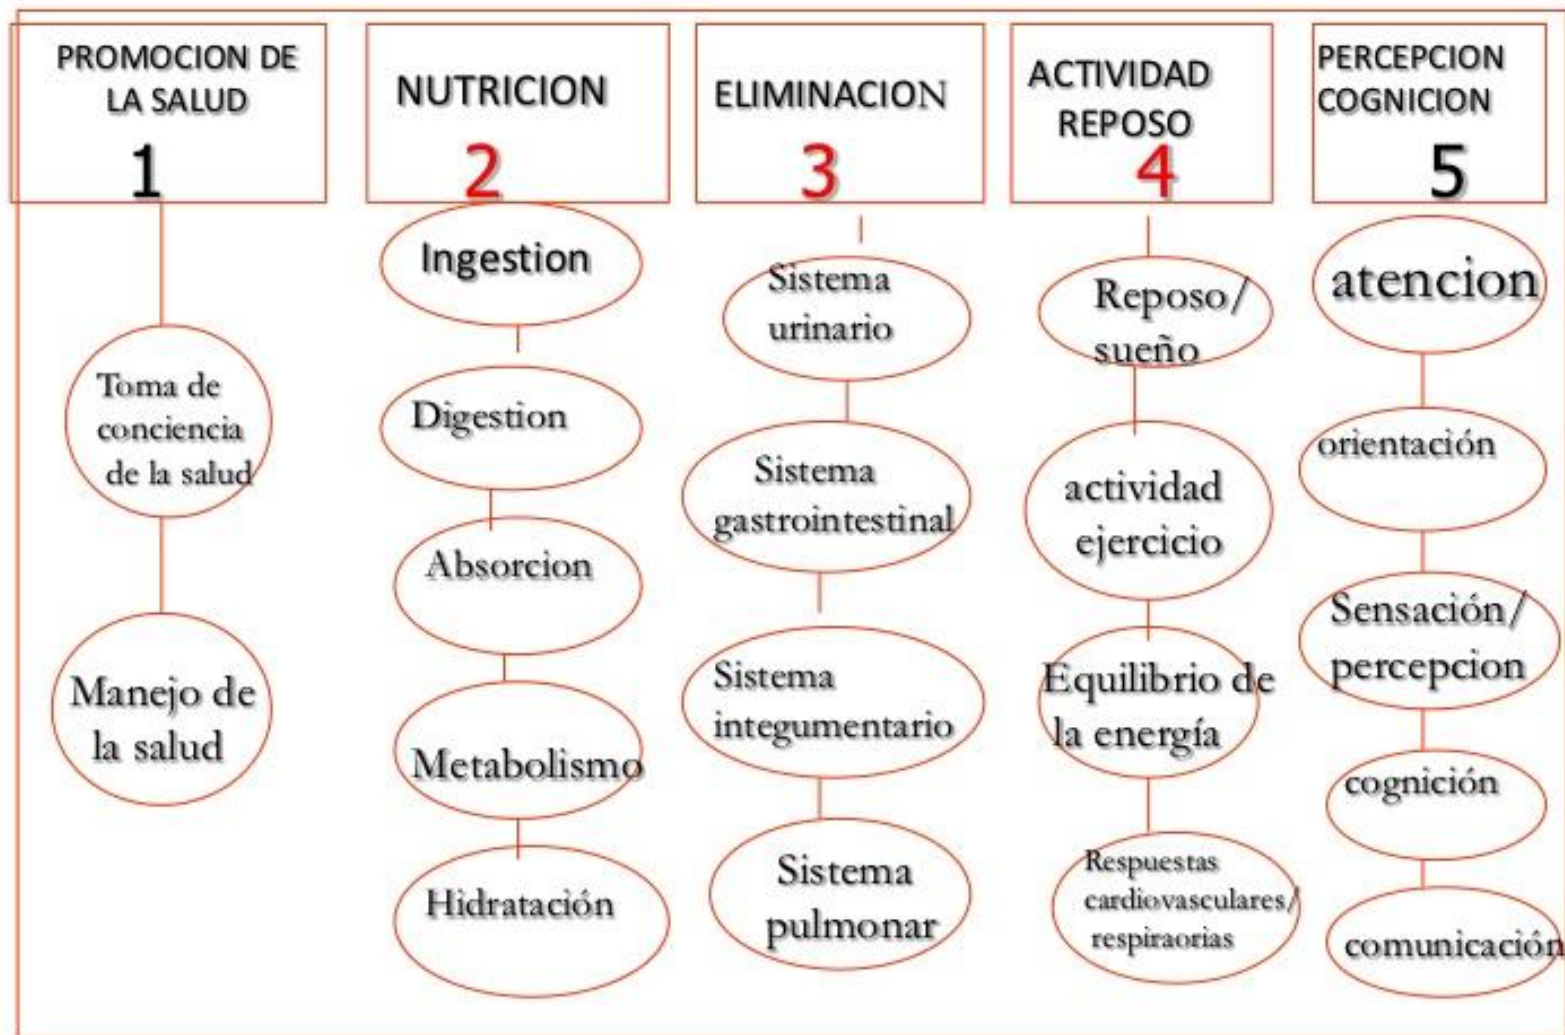 PROMOCION DE
LA SALUD
1
Toma de
conciencia
de la salud
Manejo de
la salud
NUTRICION
2
Ingestion
Digestion
Absorcion
Metabolismo
Hidratación
ELIMINACION
3
Sistema
urinario
Sistema
gastrointestinal
Sistema
integumentario
Sistema
pulmonar
ACTIVIDAD
REPOSO
4
Reposo/
sueño
actividad
ejercicio
Equilibrio de
la energía
Respuestas
cardiovasculares/
respiraorias
PERCEPCION
COGNICION
5
atencion
orientación
Sensación/
percepcion
cognición
comunicación